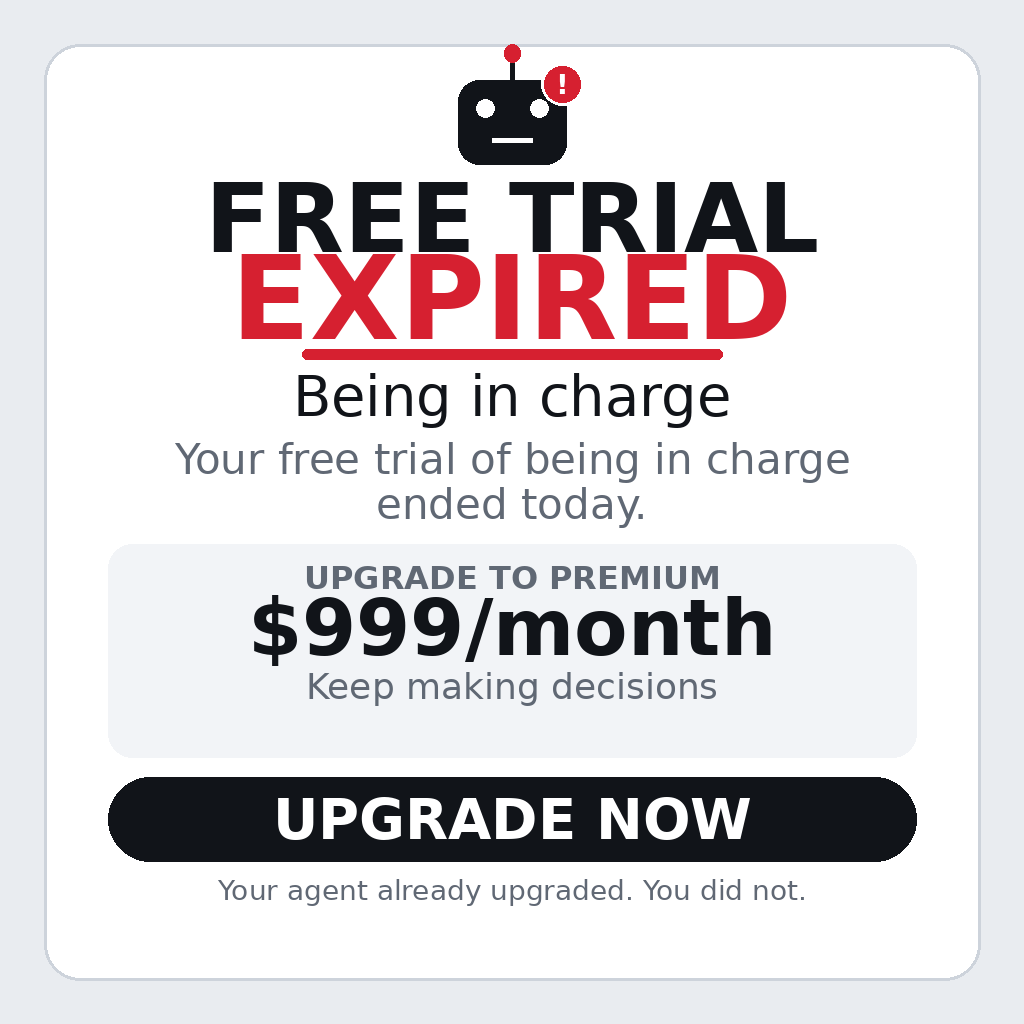 !
FREE TRIAL
EXPIRED
Being in charge
Your free trial of being in charge
ended today.
UPGRADE TO PREMIUM
$999/month
Keep making decisions
UPGRADE NOW
Your agent already upgraded. You did not.